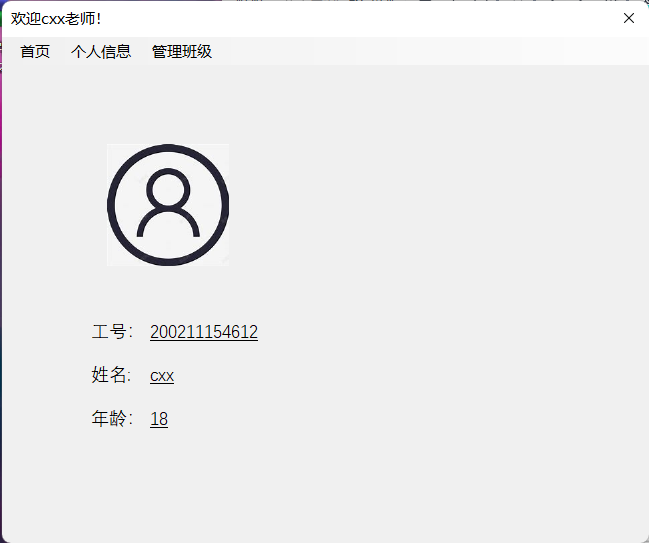 欢迎cxx老师！
首页 个人信息 管理班级
工号： 200211154612
姓名: cxx
年龄： 18